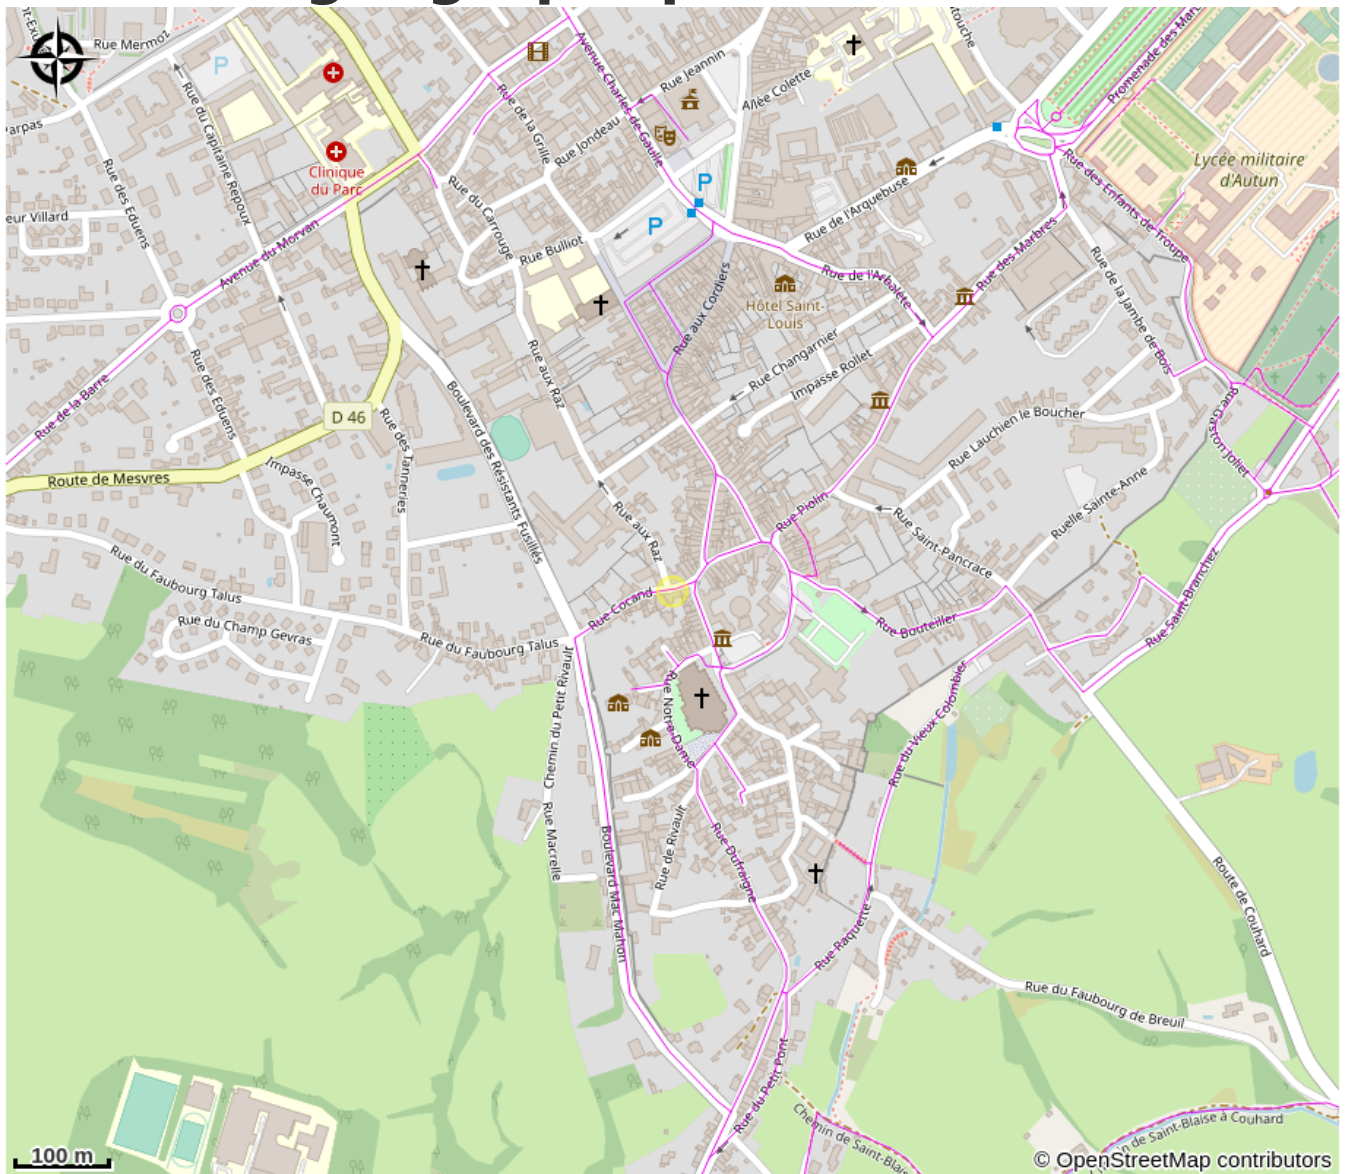 Rue Mermoz
P
Rue du Capitaine Repoux
Clinique
du Parc
Rue des Eduens
eur Villard
Parpas
Avenue du Morvan
Rue de la Grille
Avenue Charles de Gaulle
Rue Jeannin
Rue Jondeau
Allée Colette
P
P
Rue du Carrouge
Rue Bulliot
Rue de l'Arquebuse
Promenade des Mar
Lycée militaire
d'Autun
Rue des Enfants de Troupe
Rue des Marbres
Rue de l'Arbalète
Hôtel Saint-
Louis
Rue aux Cordiers
Rue Changarnier
Impasse Rollet
Rue de la Jambe de Bois
Rue Gaston Joliet
Rue Lauchien le Boucher
Rue de la Barre
Rue des Eduens
D 46
Route de Mesvres
Impasse Chaumont
Rue des Tanneries
Boulevard des Résistants Fusillés
Rue aux Raz
Rue aux Raz
Rue Piolin
Rue Saint-Pancrace
Ruelle Sainte-Anne
Rue Saint-Branchez
Rue du Faubourg Talus
Rue du Champ Gevras
Rue du Faubourg Talus
Rue Cocand
Rue Bouteiller
Chemin du Petit Rivault
Rue Notre-Dame
Rue du Vieux Colombier
Rue Macrelle
Boulevard Mac Mahon
Rue de Rivault
Rue Dufraigne
Rue Raquette
Route de Couhard
Rue du Faubourg de Breuil
Rue du Petit Pont
Chemin de Saint-Blais
n de Saint-Blaise à Couhard
100 m
© OpenStreetMap contributors